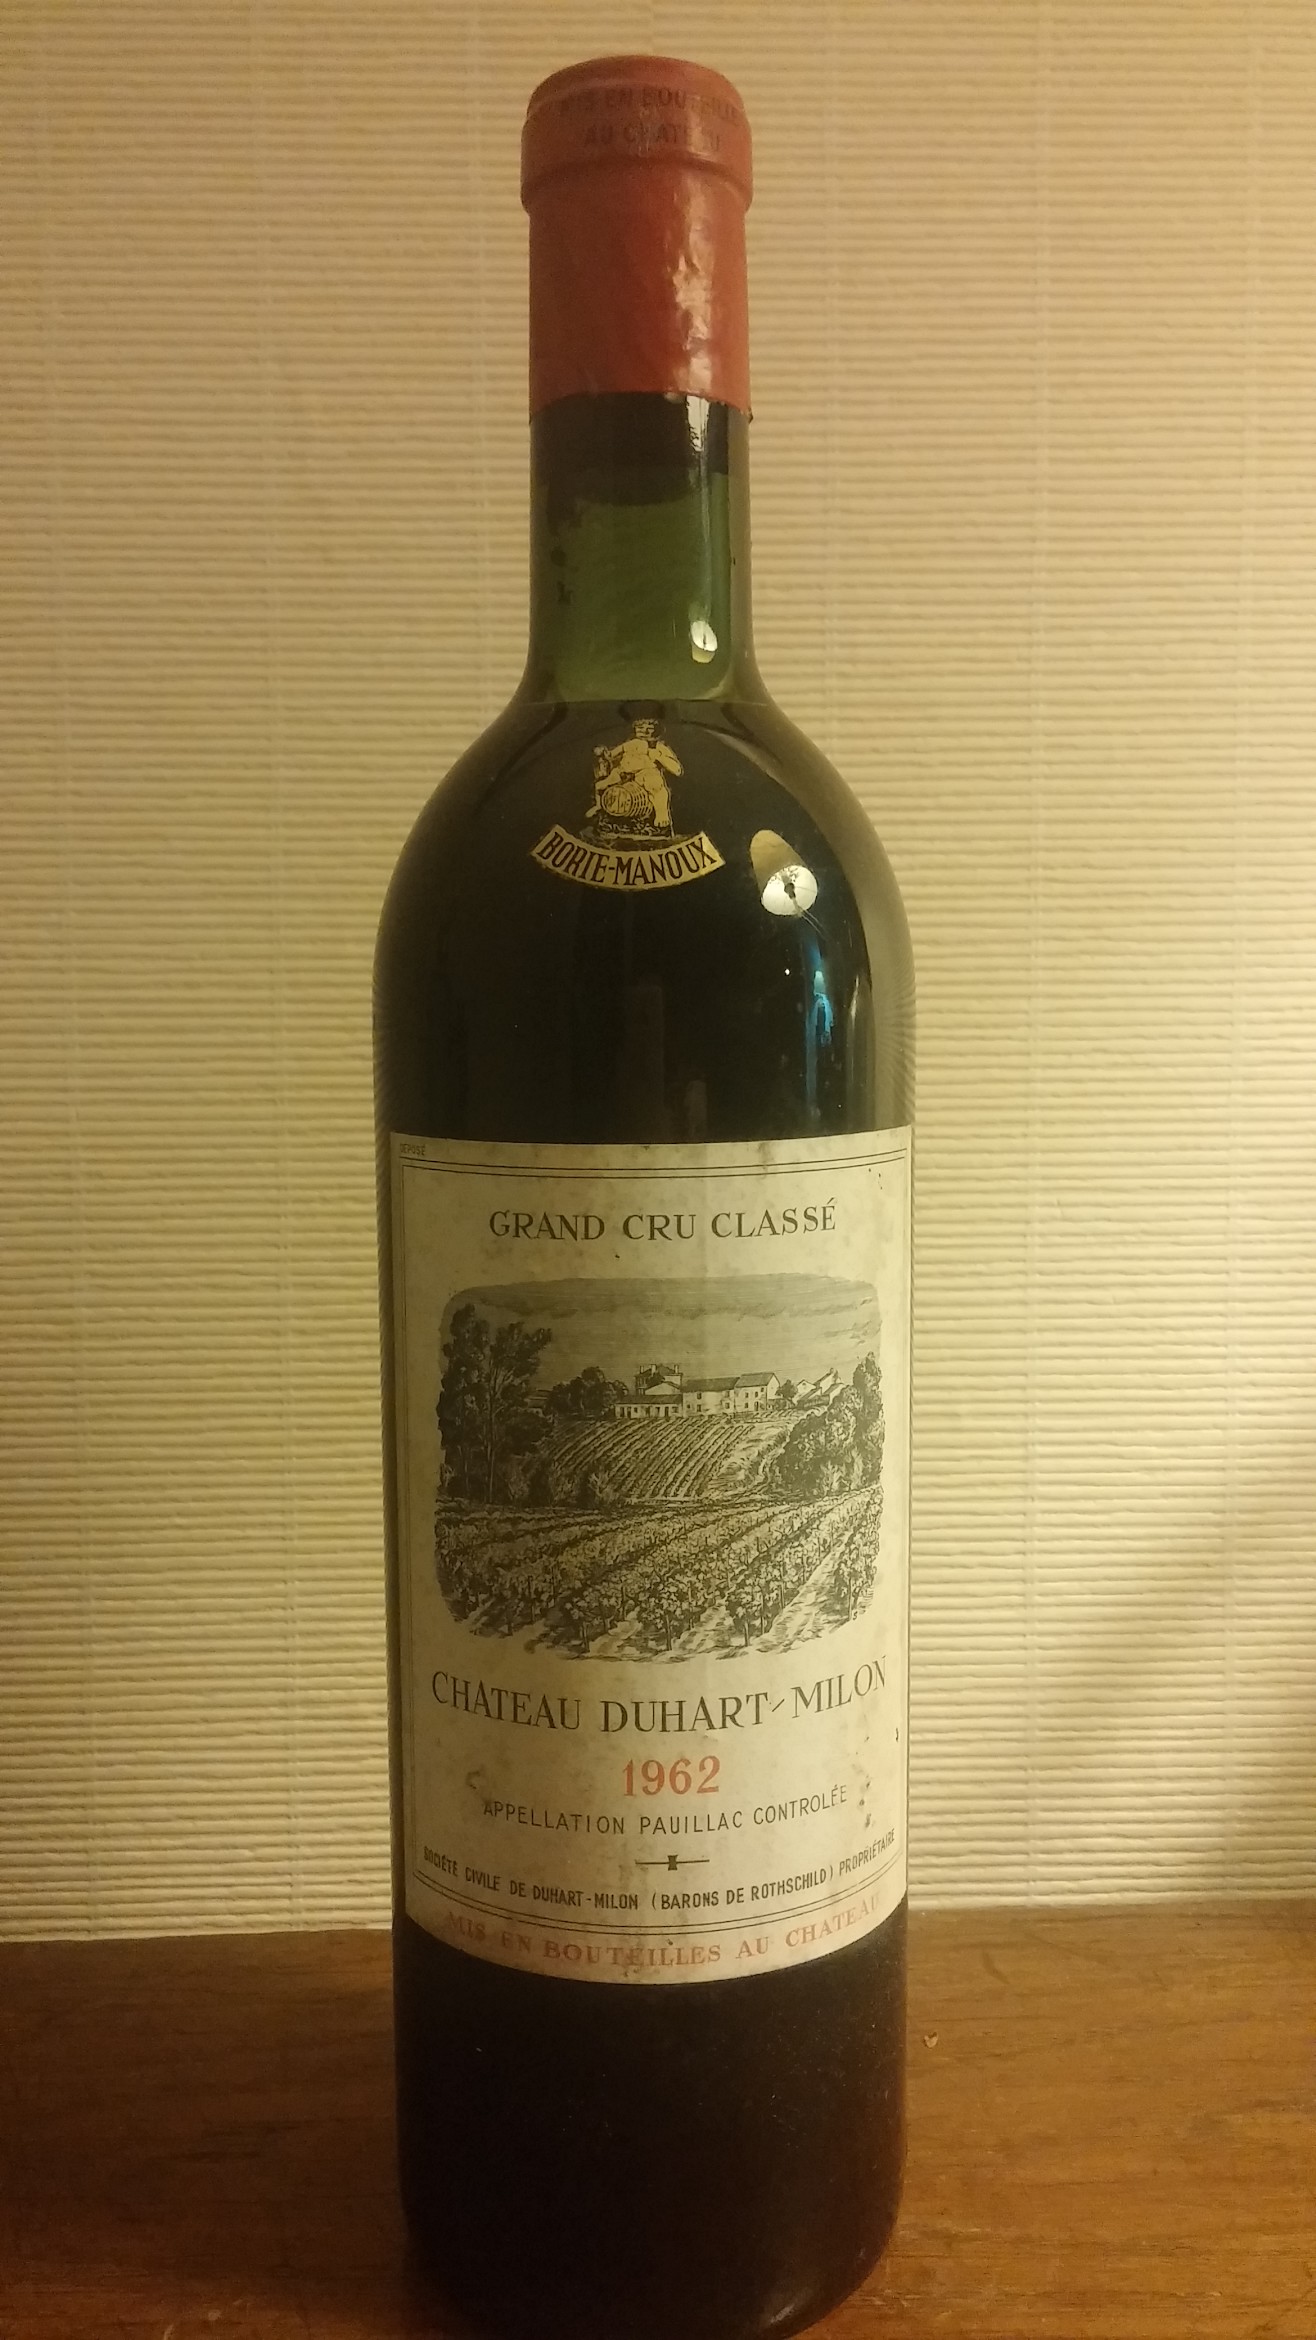 MIS EN BOUTEILLE
AU CHATEAU
BORIE-MANOUX
DÉPOSÉ
GRAND CRU CLASSÉ
CHATEAU DUHART-MILON
1962
APPELLATION PAUILLAC CONTROLÉE
SOCIÉTÉ CIVILE DE DUHART-MILON (BARONS DE ROTHSCHILD) PROPRIÉTAIRE
MIS EN BOUTEILLES AU CHATEAU